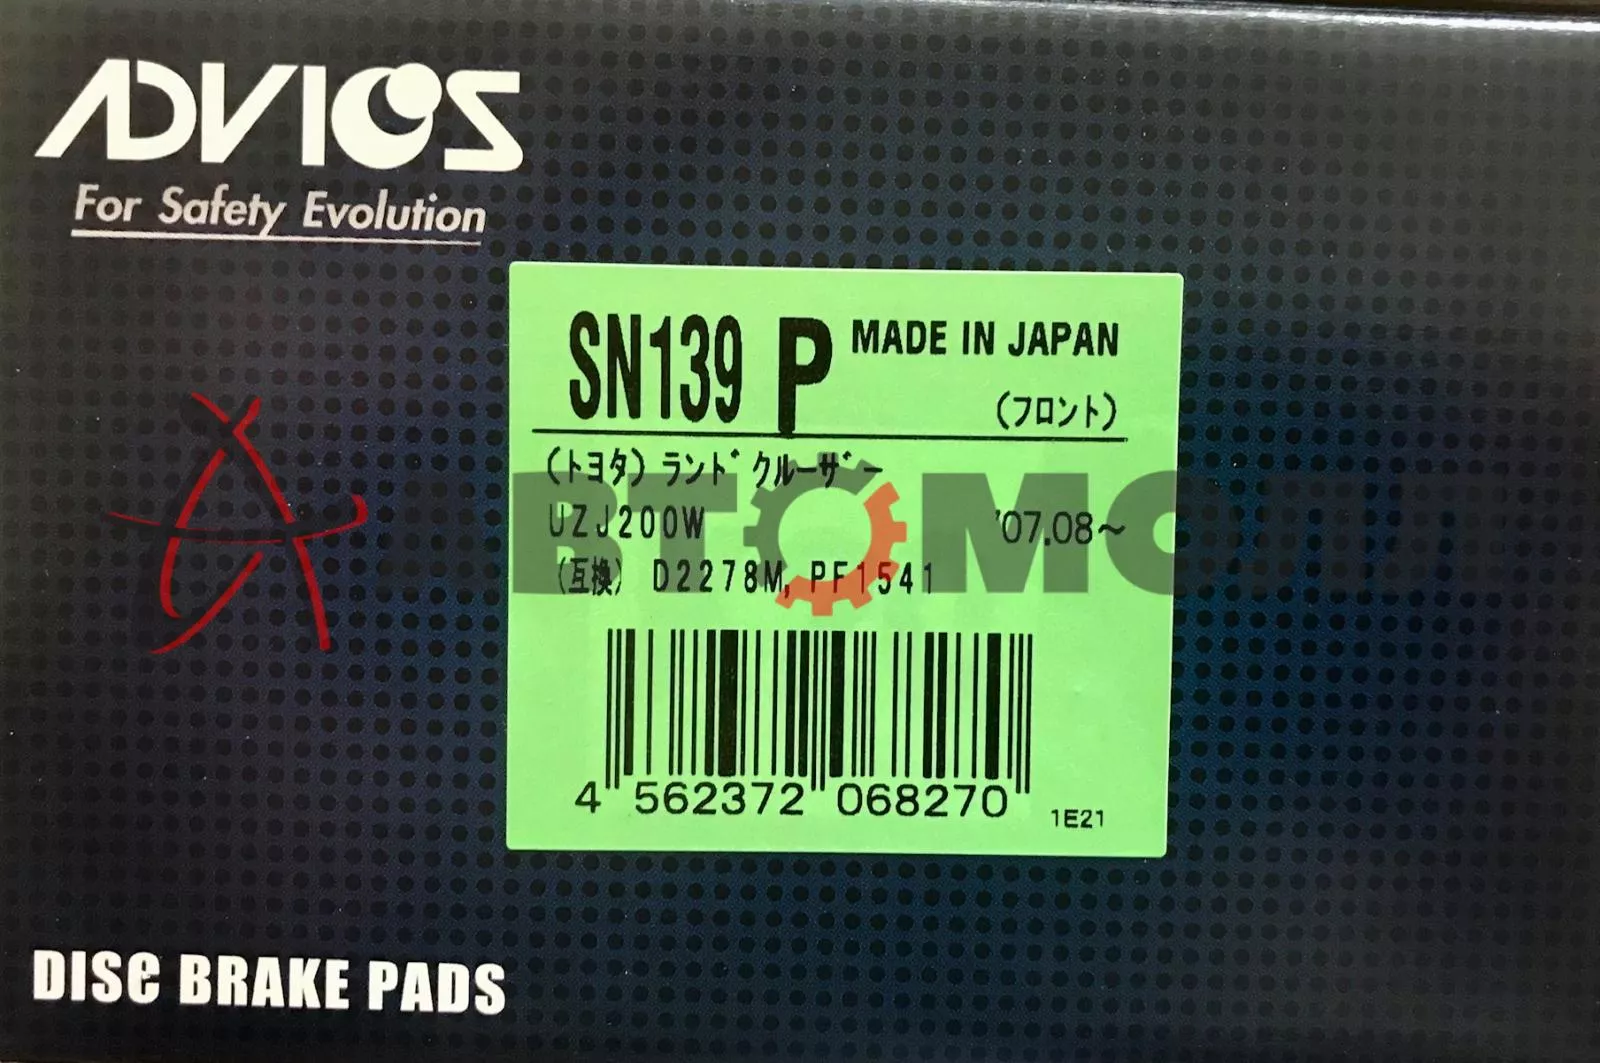 ADVICS
For Safety Evolution
SN139 P MADE IN JAPAN
(フロント)
(トヨタ) ランドクルーザー
UZJ200W '07.08~
(互換) D2278M, PF1541
4 562372 068270
1E21
DISC BRAKE PADS